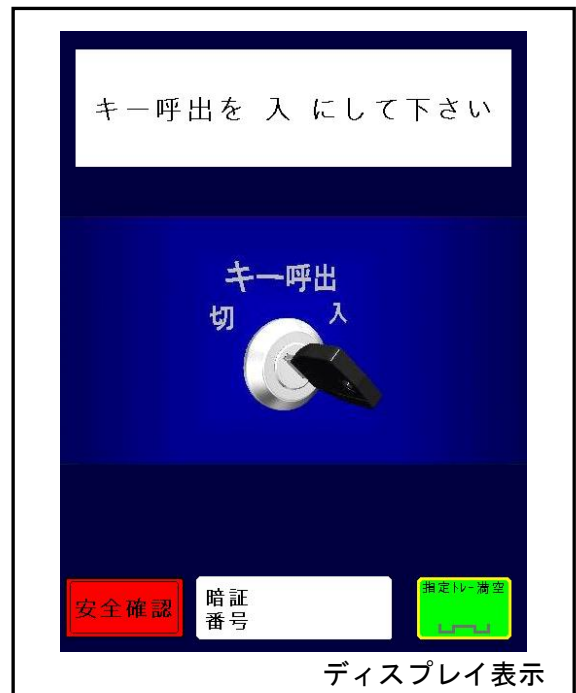 キー呼出を 入 にして下さい
キー呼出
切 入
安全確認
暗証
番号
指定トレー満空
ディスプレイ表示